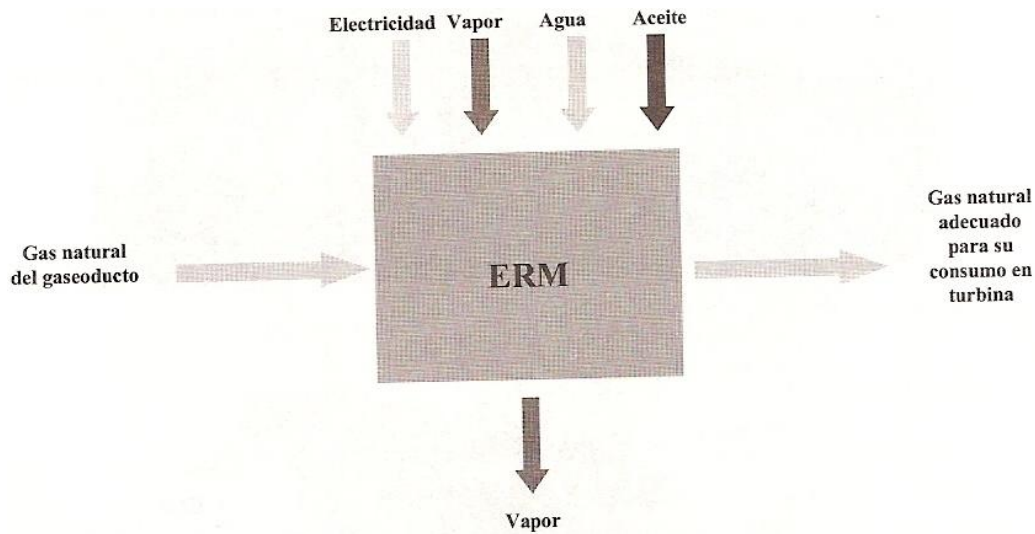 Electricidad Vapor Agua Aceite
Gas natural
del gaseoducto
ERM
Gas natural
adecuado
para su
consumo en
turbina
Vapor